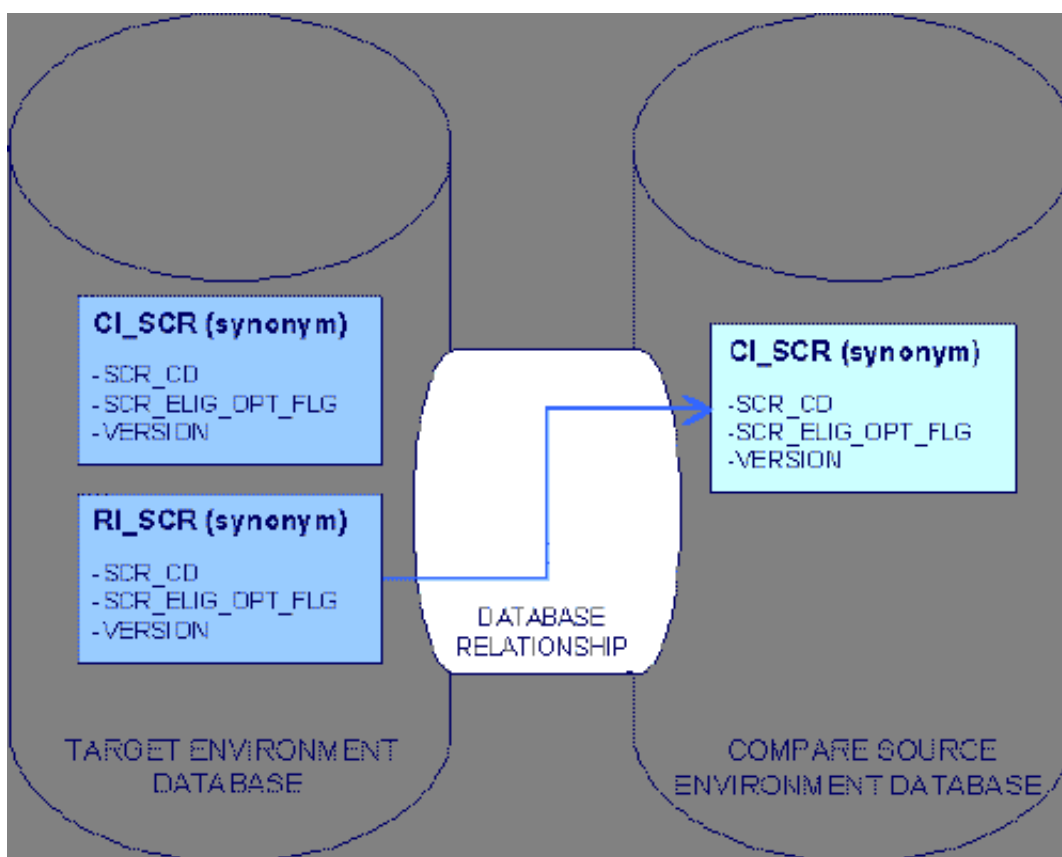 CI_SCR (synonym)
-SCR_CD
-SCR_ELIG_OPT_FLG
-VERSION
RI_SCR (synonym)
-SCR_CD
-SCR_ELIG_OPT_FLG
-VERSION
TARGET ENVIRONMENT
DATABASE
DATABASE
RELATIONSHIP
CI_SCR (synonym)
-SCR_CD
-SCR_ELIG_OPT_FLG
-VERSION
COMPARE SOURCE
ENVIRONMENT DATABASE